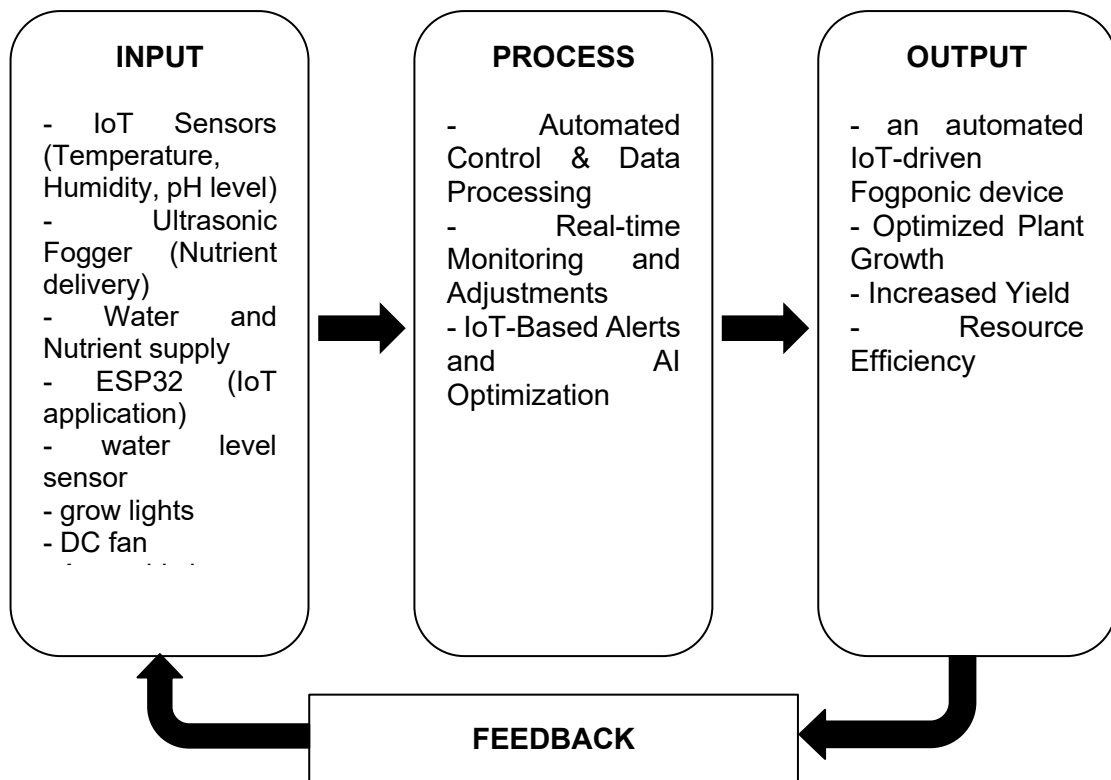 INPUT
- IoT Sensors
(Temperature,
Humidity, pH level)
- Ultrasonic
Fogger (Nutrient
delivery)
- Water and
Nutrient supply
- ESP32 (IoT
application)
- water level
sensor
- grow lights
- DC fan
PROCESS
- Automated
Control & Data
Processing
- Real-time
Monitoring and
Adjustments
- IoT-Based Alerts
and AI
Optimization
OUTPUT
- an automated
IoT-driven
Fogponic device
- Optimized Plant
Growth
- Increased Yield
- Resource
Efficiency
FEEDBACK